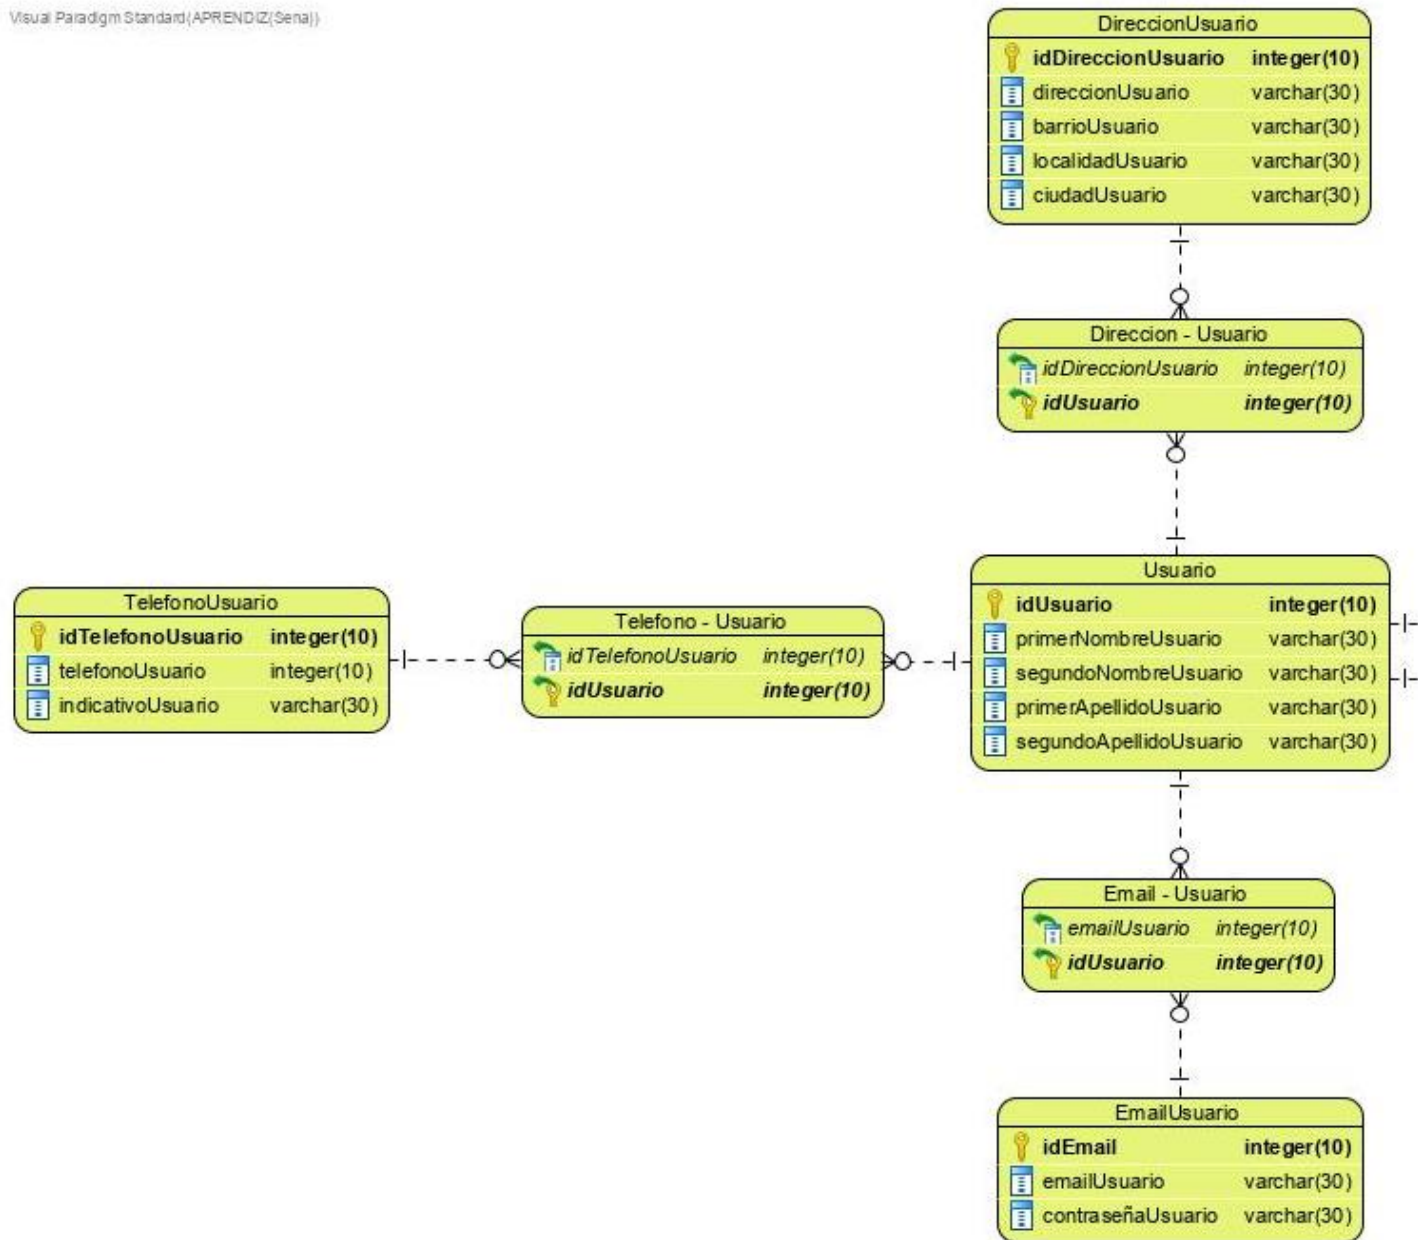 Visual Paradigm Standard(APRENDIZ(Sena))
DireccionUsuario
idDireccionUsuario integer(10)
direccionUsuario varchar(30)
barrioUsuario varchar(30)
localidadUsuario varchar(30)
ciudadUsuario varchar(30)
Direccion - Usuario
idDireccionUsuario integer(10)
idUsuario integer(10)
Usuario
idUsuario integer(10)
primerNombreUsuario varchar(30)
segundoNombreUsuario varchar(30)
primerApellidoUsuario varchar(30)
segundoApellidoUsuario varchar(30)
TelefonoUsuario
idTelefonoUsuario integer(10)
telefonoUsuario integer(10)
indicativoUsuario varchar(30)
Telefono - Usuario
idTelefonoUsuario integer(10)
idUsuario integer(10)
Email - Usuario
emailUsuario integer(10)
idUsuario integer(10)
EmailUsuario
idEmail integer(10)
emailUsuario varchar(30)
contraseñaUsuario varchar(30)